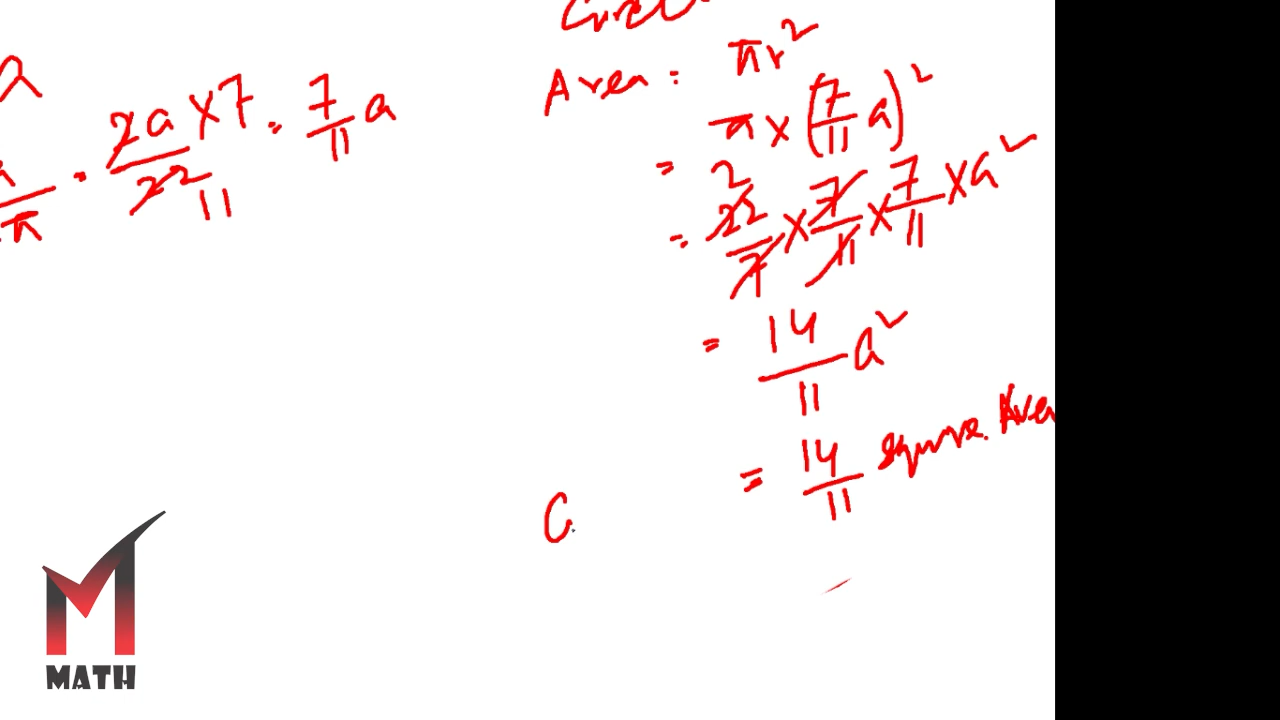 Area : πr²
2a × 7 / 22 11 = 7/11 a
= π × (7/11 a)²
= 22 2/7 × 7/11 × 7/11 × a²
= 14/11 a²
= 14/11 square. Area
C
MATH